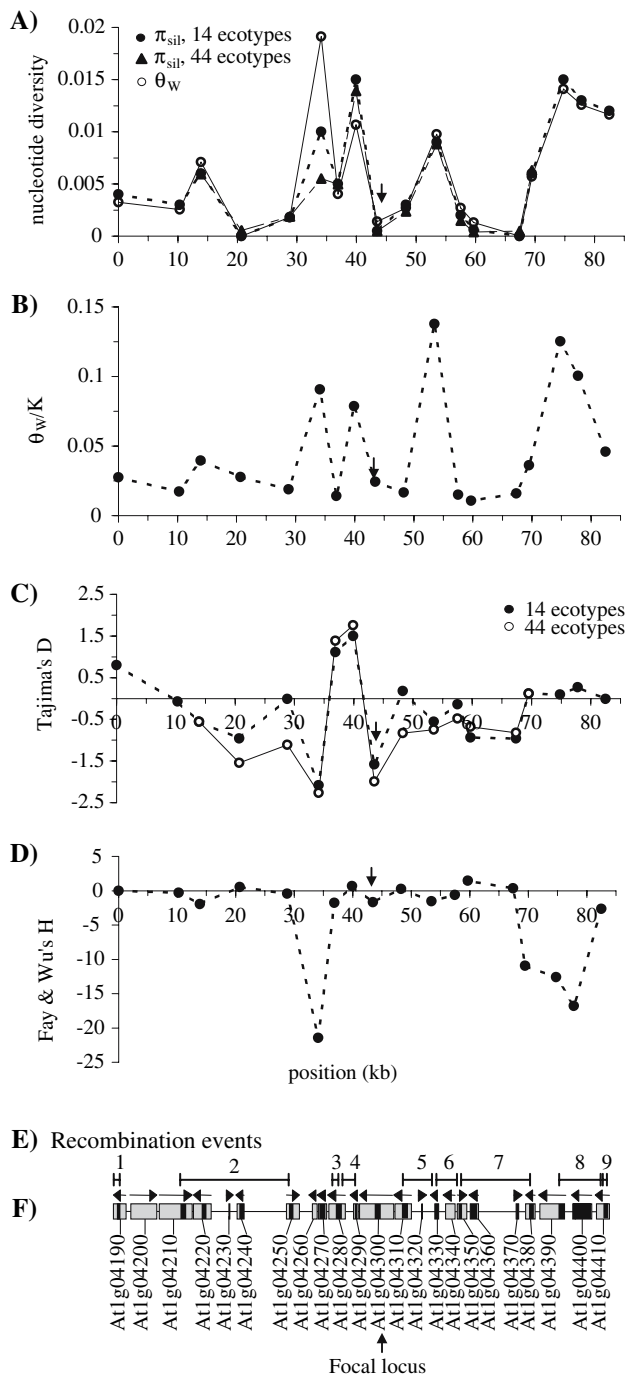 A)
π sil, 14 ecotypes
π sil, 44 ecotypes
θ W
nucleotide diversity
0.02
0.015
0.01
0.005
0
0 10 20 30 40 50 60 70 80
B)
θ W/K
0.15
0.1
0.05
0
0 10 20 30 40 50 60 70 80
C)
14 ecotypes
44 ecotypes
Tajima's D
2.5
1.5
0.5
-0.5
-1.5
-2.5
0 10 20 30 40 50 60 70 80
D)
Fay & Wu's H
5
0
-5
-10
-15
-20
-25
0 10 20 30 40 50 60 70 80
position (kb)
E) Recombination events
1 2 3 4 5 6 7 8 9
F)
At1g04190
At1g04200
At1g04210
At1g04220
At1g04230
At1g04240
At1g04250
At1g04260
At1g04270
At1g04280
At1g04290
At1g04300
At1g04310
At1g04320
At1g04330
At1g04340
At1g04350
At1g04360
At1g04370
At1g04380
At1g04390
At1g04400
At1g04410
Focal locus